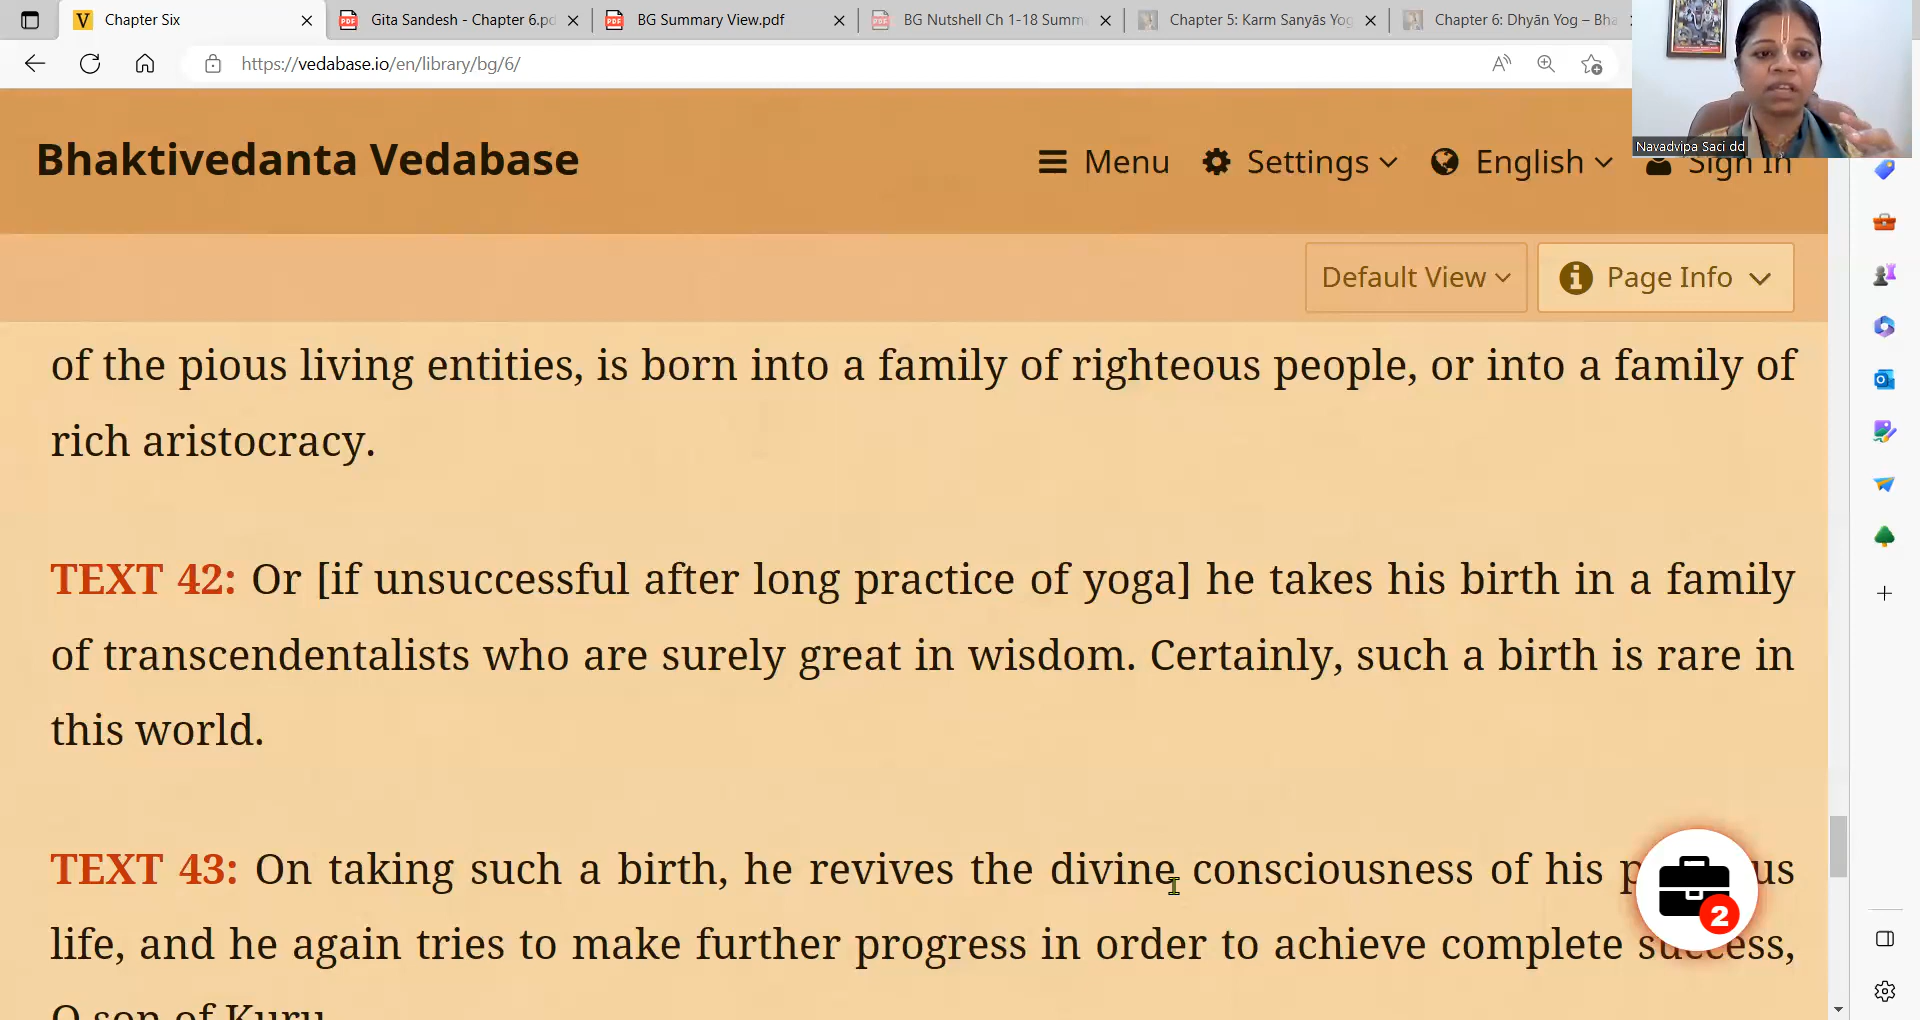 Chapter Six
Gita Sandesh - Chapter 6.pd
BG Summary View.pdf
BG Nutshell Ch 1-18 Summ
Chapter 5: Karm Sanyās Yog
Chapter 6: Dhyān Yog – Bha
https://vedabase.io/en/library/bg/6/
Navadvipa Saci dd
Bhaktivedanta Vedabase
Menu
Settings
English
Sign In
Default View
Page Info
of the pious living entities, is born into a family of righteous people, or into a family of
rich aristocracy.
TEXT 42: Or [if unsuccessful after long practice of yoga] he takes his birth in a family
of transcendentalists who are surely great in wisdom. Certainly, such a birth is rare in
this world.
TEXT 43: On taking such a birth, he revives the divine consciousness of his
life, and he again tries to make further progress in order to achieve complete success,
O son of Kuru.
2